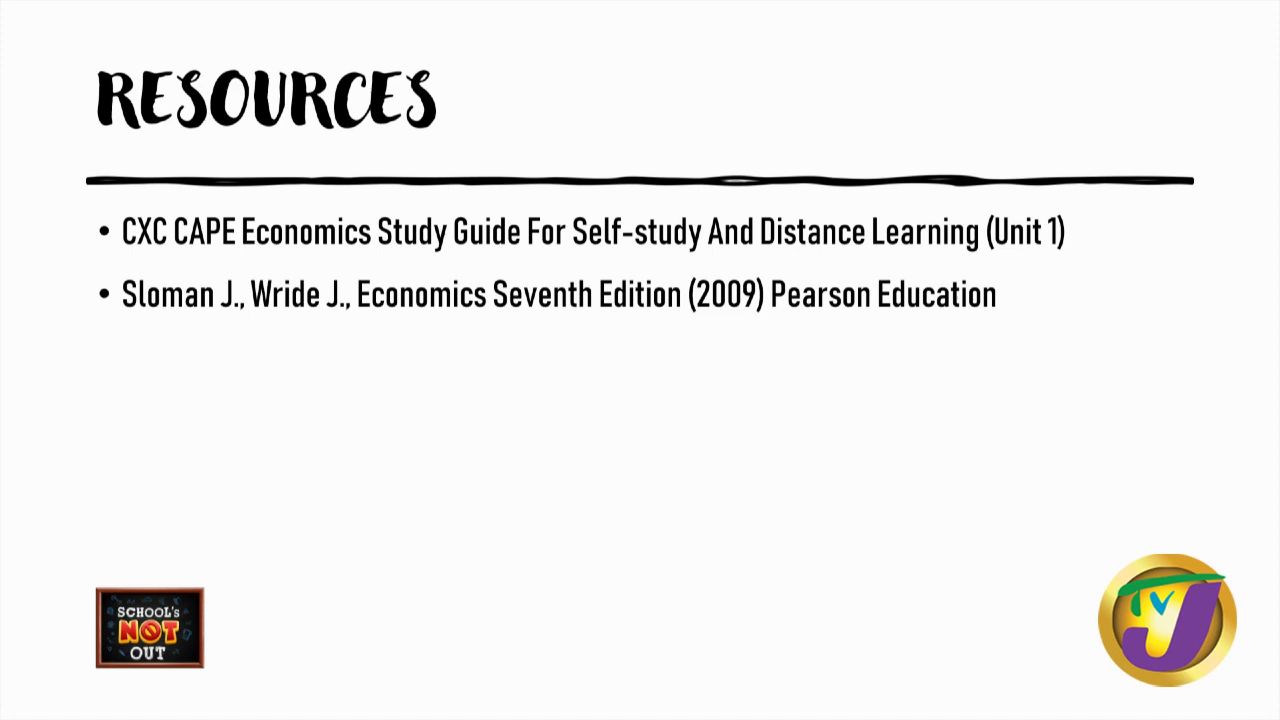 RESOURCES
• CXC CAPE Economics Study Guide For Self-study And Distance Learning (Unit 1)
• Sloman J., Wride J., Economics Seventh Edition (2009) Pearson Education
SCHOOL's
NOT
OUT
TVJ